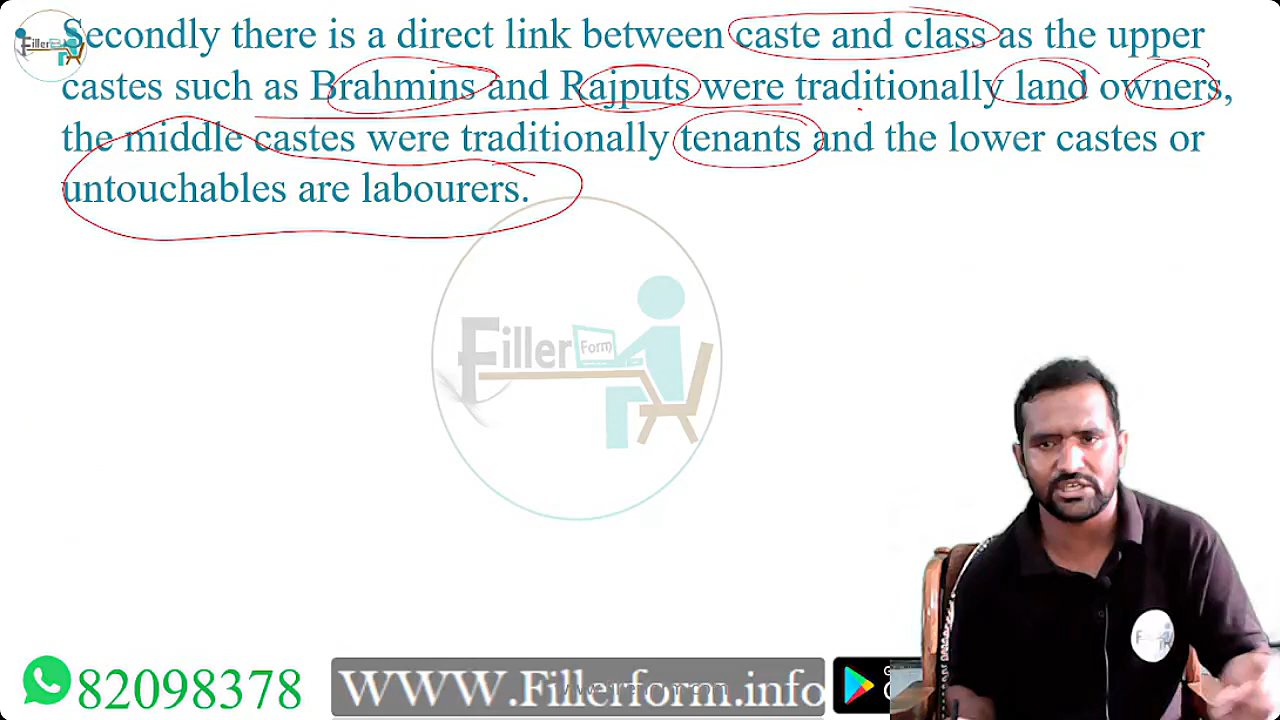 Secondly there is a direct link between caste and class as the upper
castes such as Brahmins and Rajputs were traditionally land owners,
the middle castes were traditionally tenants and the lower castes or
untouchables are labourers.
Filler
Form
82098378
WWW.Fillerform.info